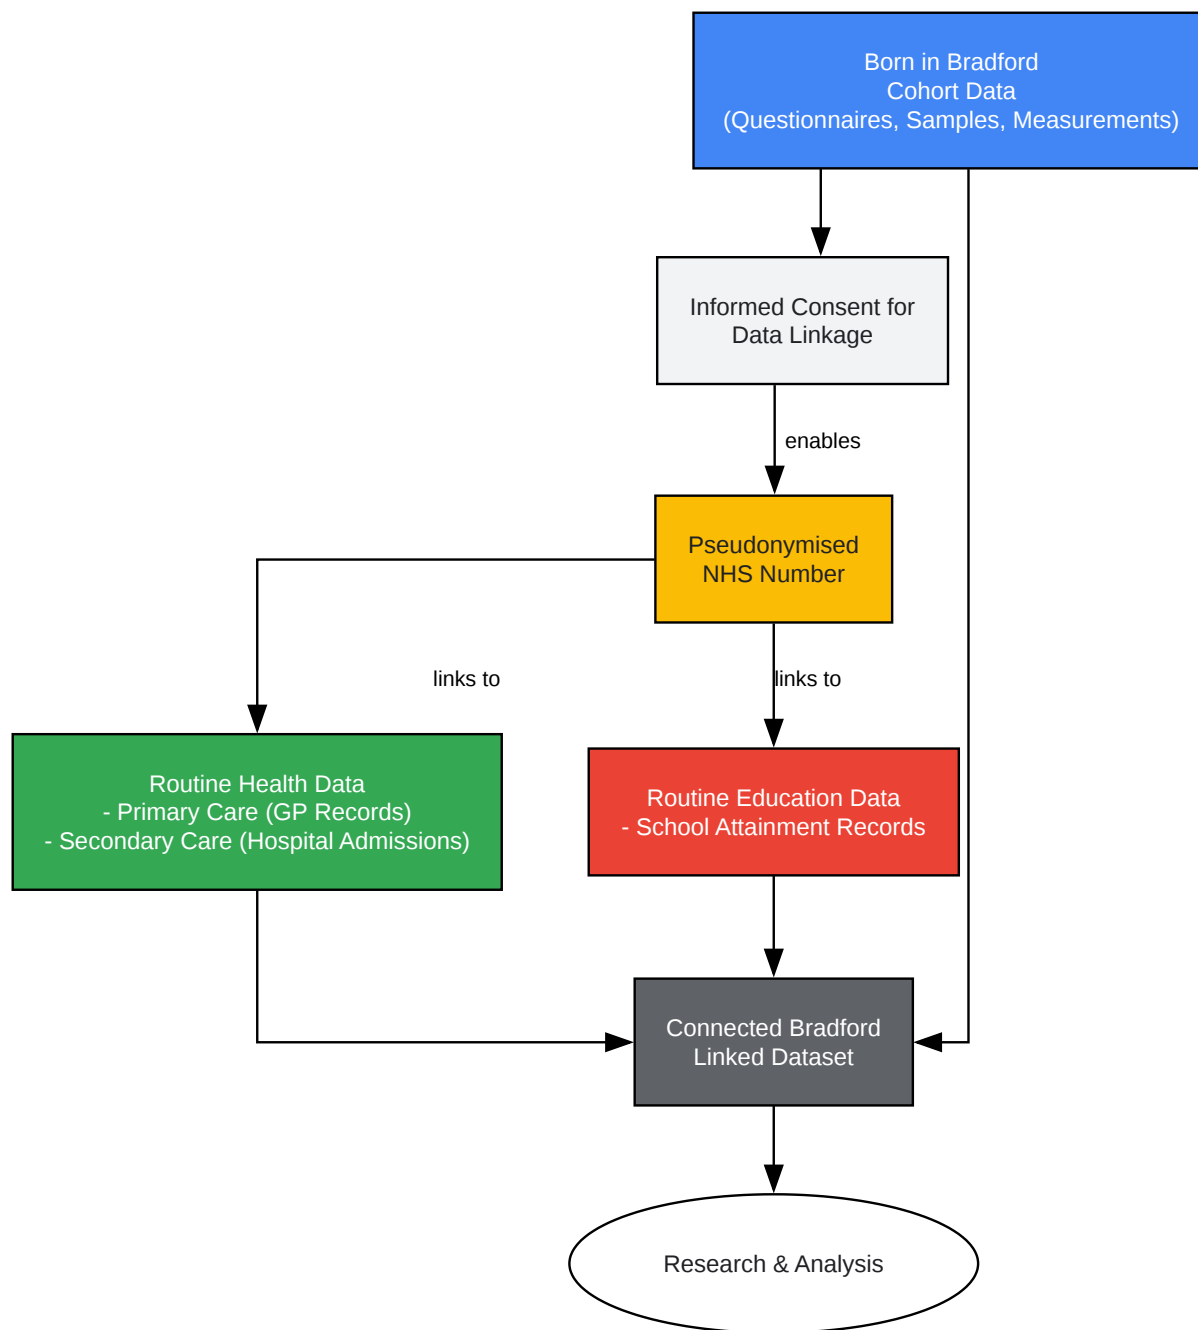 Born in Bradford
Cohort Data
(Questionnaires, Samples, Measurements)
Informed Consent for
Data Linkage
enables
Pseudonymised
NHS Number
links to
links to
Routine Health Data
- Primary Care (GP Records)
- Secondary Care (Hospital Admissions)
Routine Education Data
- School Attainment Records
Connected Bradford
Linked Dataset
Research & Analysis